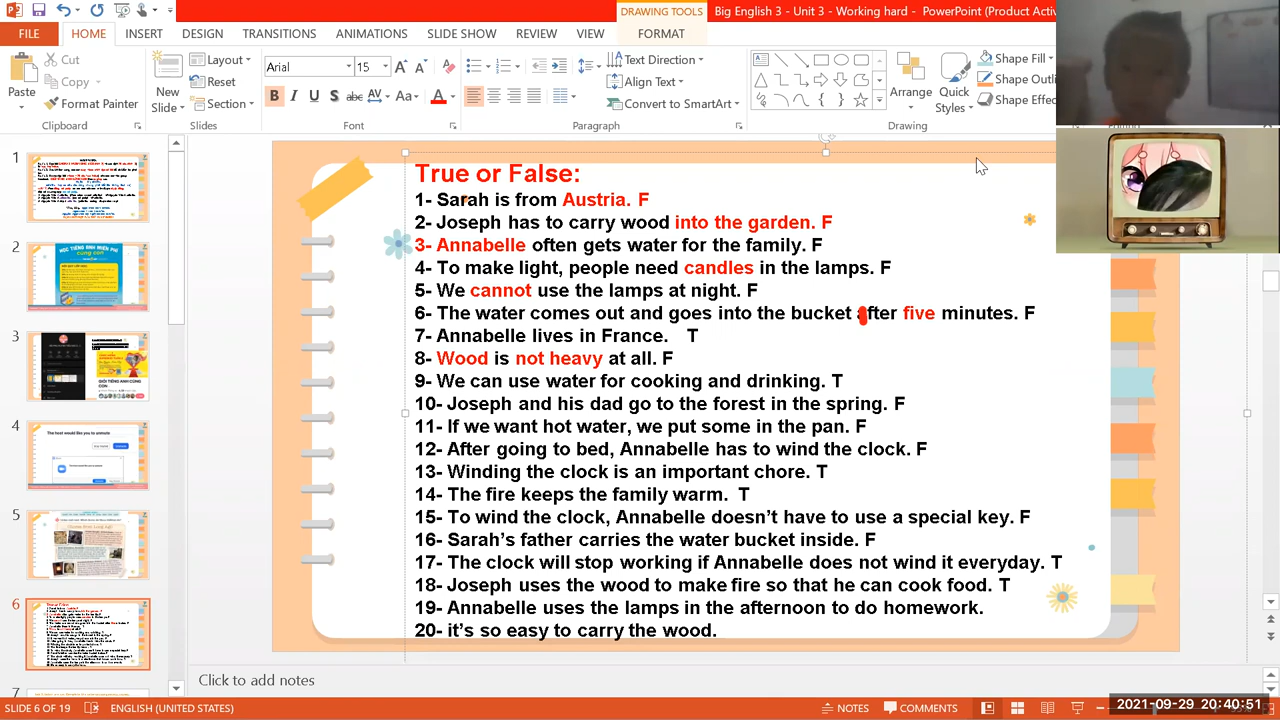 DRAWING TOOLS
Big English 3 - Unit 3 - Working hard - PowerPoint (Product Activ
FILE
HOME
INSERT
DESIGN
TRANSITIONS
ANIMATIONS
SLIDE SHOW
REVIEW
VIEW
FORMAT
Paste
Cut
Copy
Format Painter
Clipboard
New Slide
Layout
Reset
Section
Slides
Arial
15
Font
Text Direction
Align Text
Convert to SmartArt
Paragraph
Arrange
Quick Styles
Shape Fill
Shape Outli
Shape Effec
Drawing
1
2
3
4
5
6
7
True or False:
1- Sarah is from Austria. F
2- Joseph has to carry wood into the garden. F
3- Annabelle often gets water for the family. F
4- To make light, people need candles in the lamps. F
5- We cannot use the lamps at night. F
6- The water comes out and goes into the bucket after five minutes. F
7- Annabelle lives in France. T
8- Wood is not heavy at all. F
9- We can use water for cooking and drinking. T
10- Joseph and his dad go to the forest in the spring. F
11- If we want hot water, we put some in the pan. F
12- After going to bed, Annabelle has to wind the clock. F
13- Winding the clock is an important chore. T
14- The fire keeps the family warm. T
15- To wind the clock, Annabelle doesn't have to use a special key. F
16- Sarah's father carries the water bucket inside. F
17- The clock will stop working if Annabelle does not wind it everyday. T
18- Joseph uses the wood to make fire so that he can cook food. T
19- Annabelle uses the lamps in the afternoon to do homework.
20- it's so easy to carry the wood.
Click to add notes
SLIDE 6 OF 19
ENGLISH (UNITED STATES)
NOTES
COMMENTS
2021-09-29 20:40:51